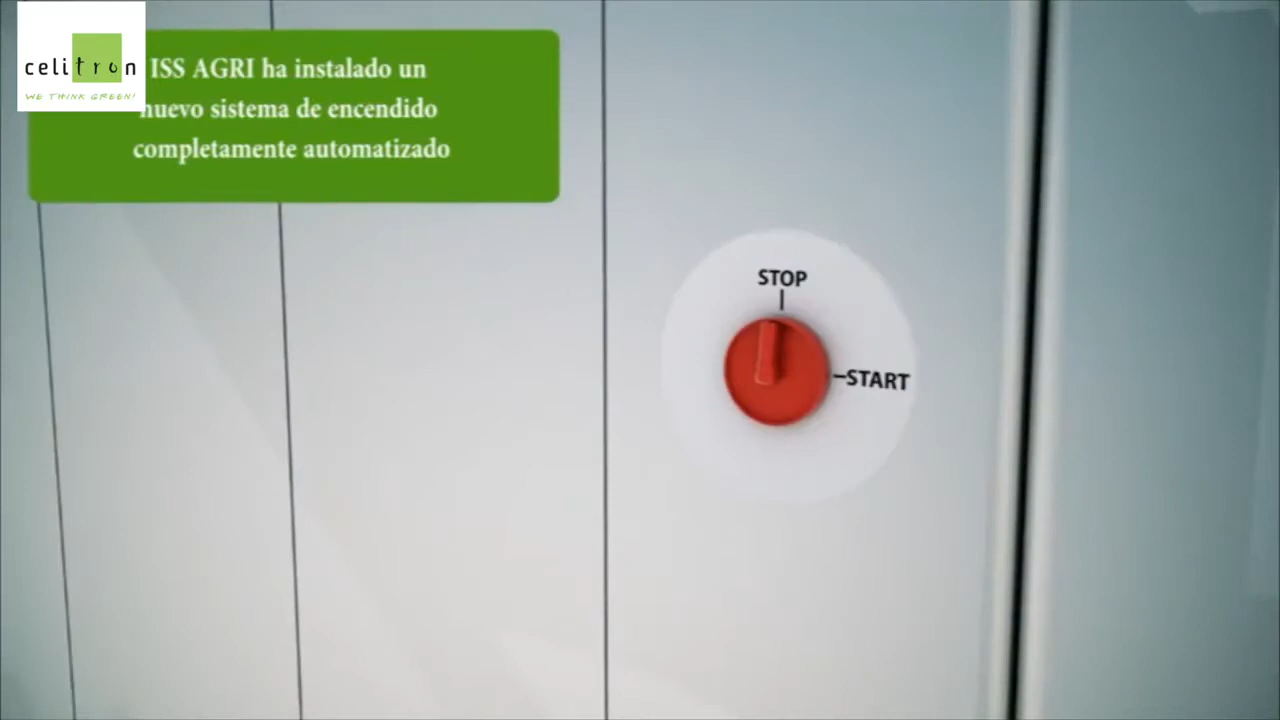 celitron
WE THINK GREEN!
ISS AGRI ha instalado un
nuevo sistema de encendido
completamente automatizado
STOP
START